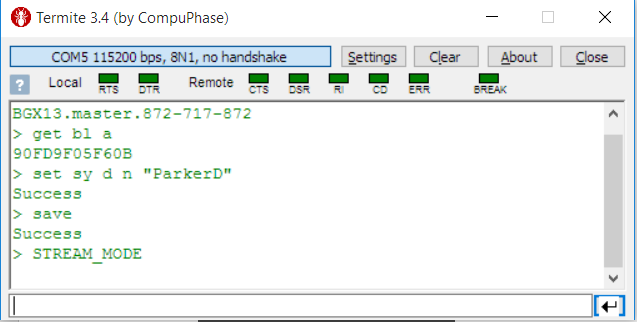 Termite 3.4 (by CompuPhase)
COM5 115200 bps, 8N1, no handshake Settings Clear About Close
? Local RTS DTR Remote CTS DSR RI CD ERR BREAK
BGX13.master.872-717-872
> get bl a
90FD9F05F60B
> set sy d n "ParkerD"
Success
> save
Success
> STREAM_MODE